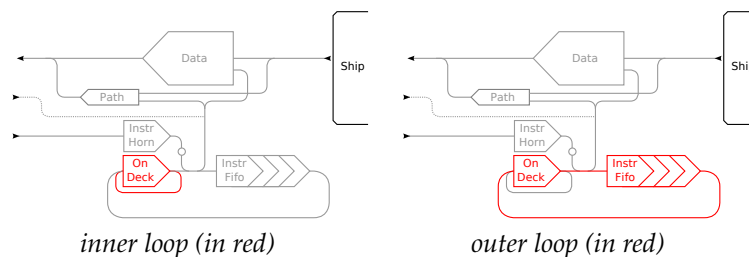 Data
Ship
Path
Instr
Horn
On
Deck
Instr
Fifo
inner loop (in red)
Data
Shi
Path
Instr
Horn
On
Deck
Instr
Fifo
outer loop (in red)